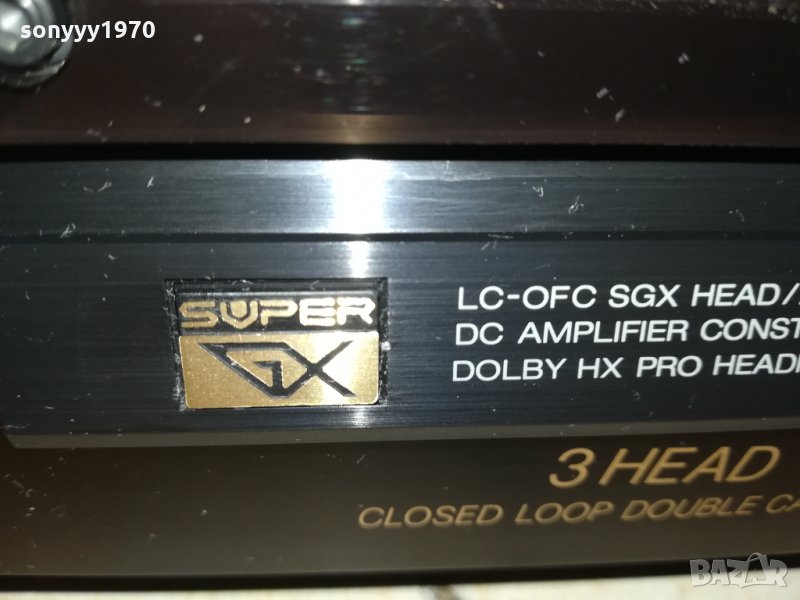 sonyyy1970
SUPER
GX
LC-OFC SGX HEAD/
DC AMPLIFIER CONST
DOLBY HX PRO HEAD
3 HEAD
CLOSED LOOP DOUBLE CA
BAZAR